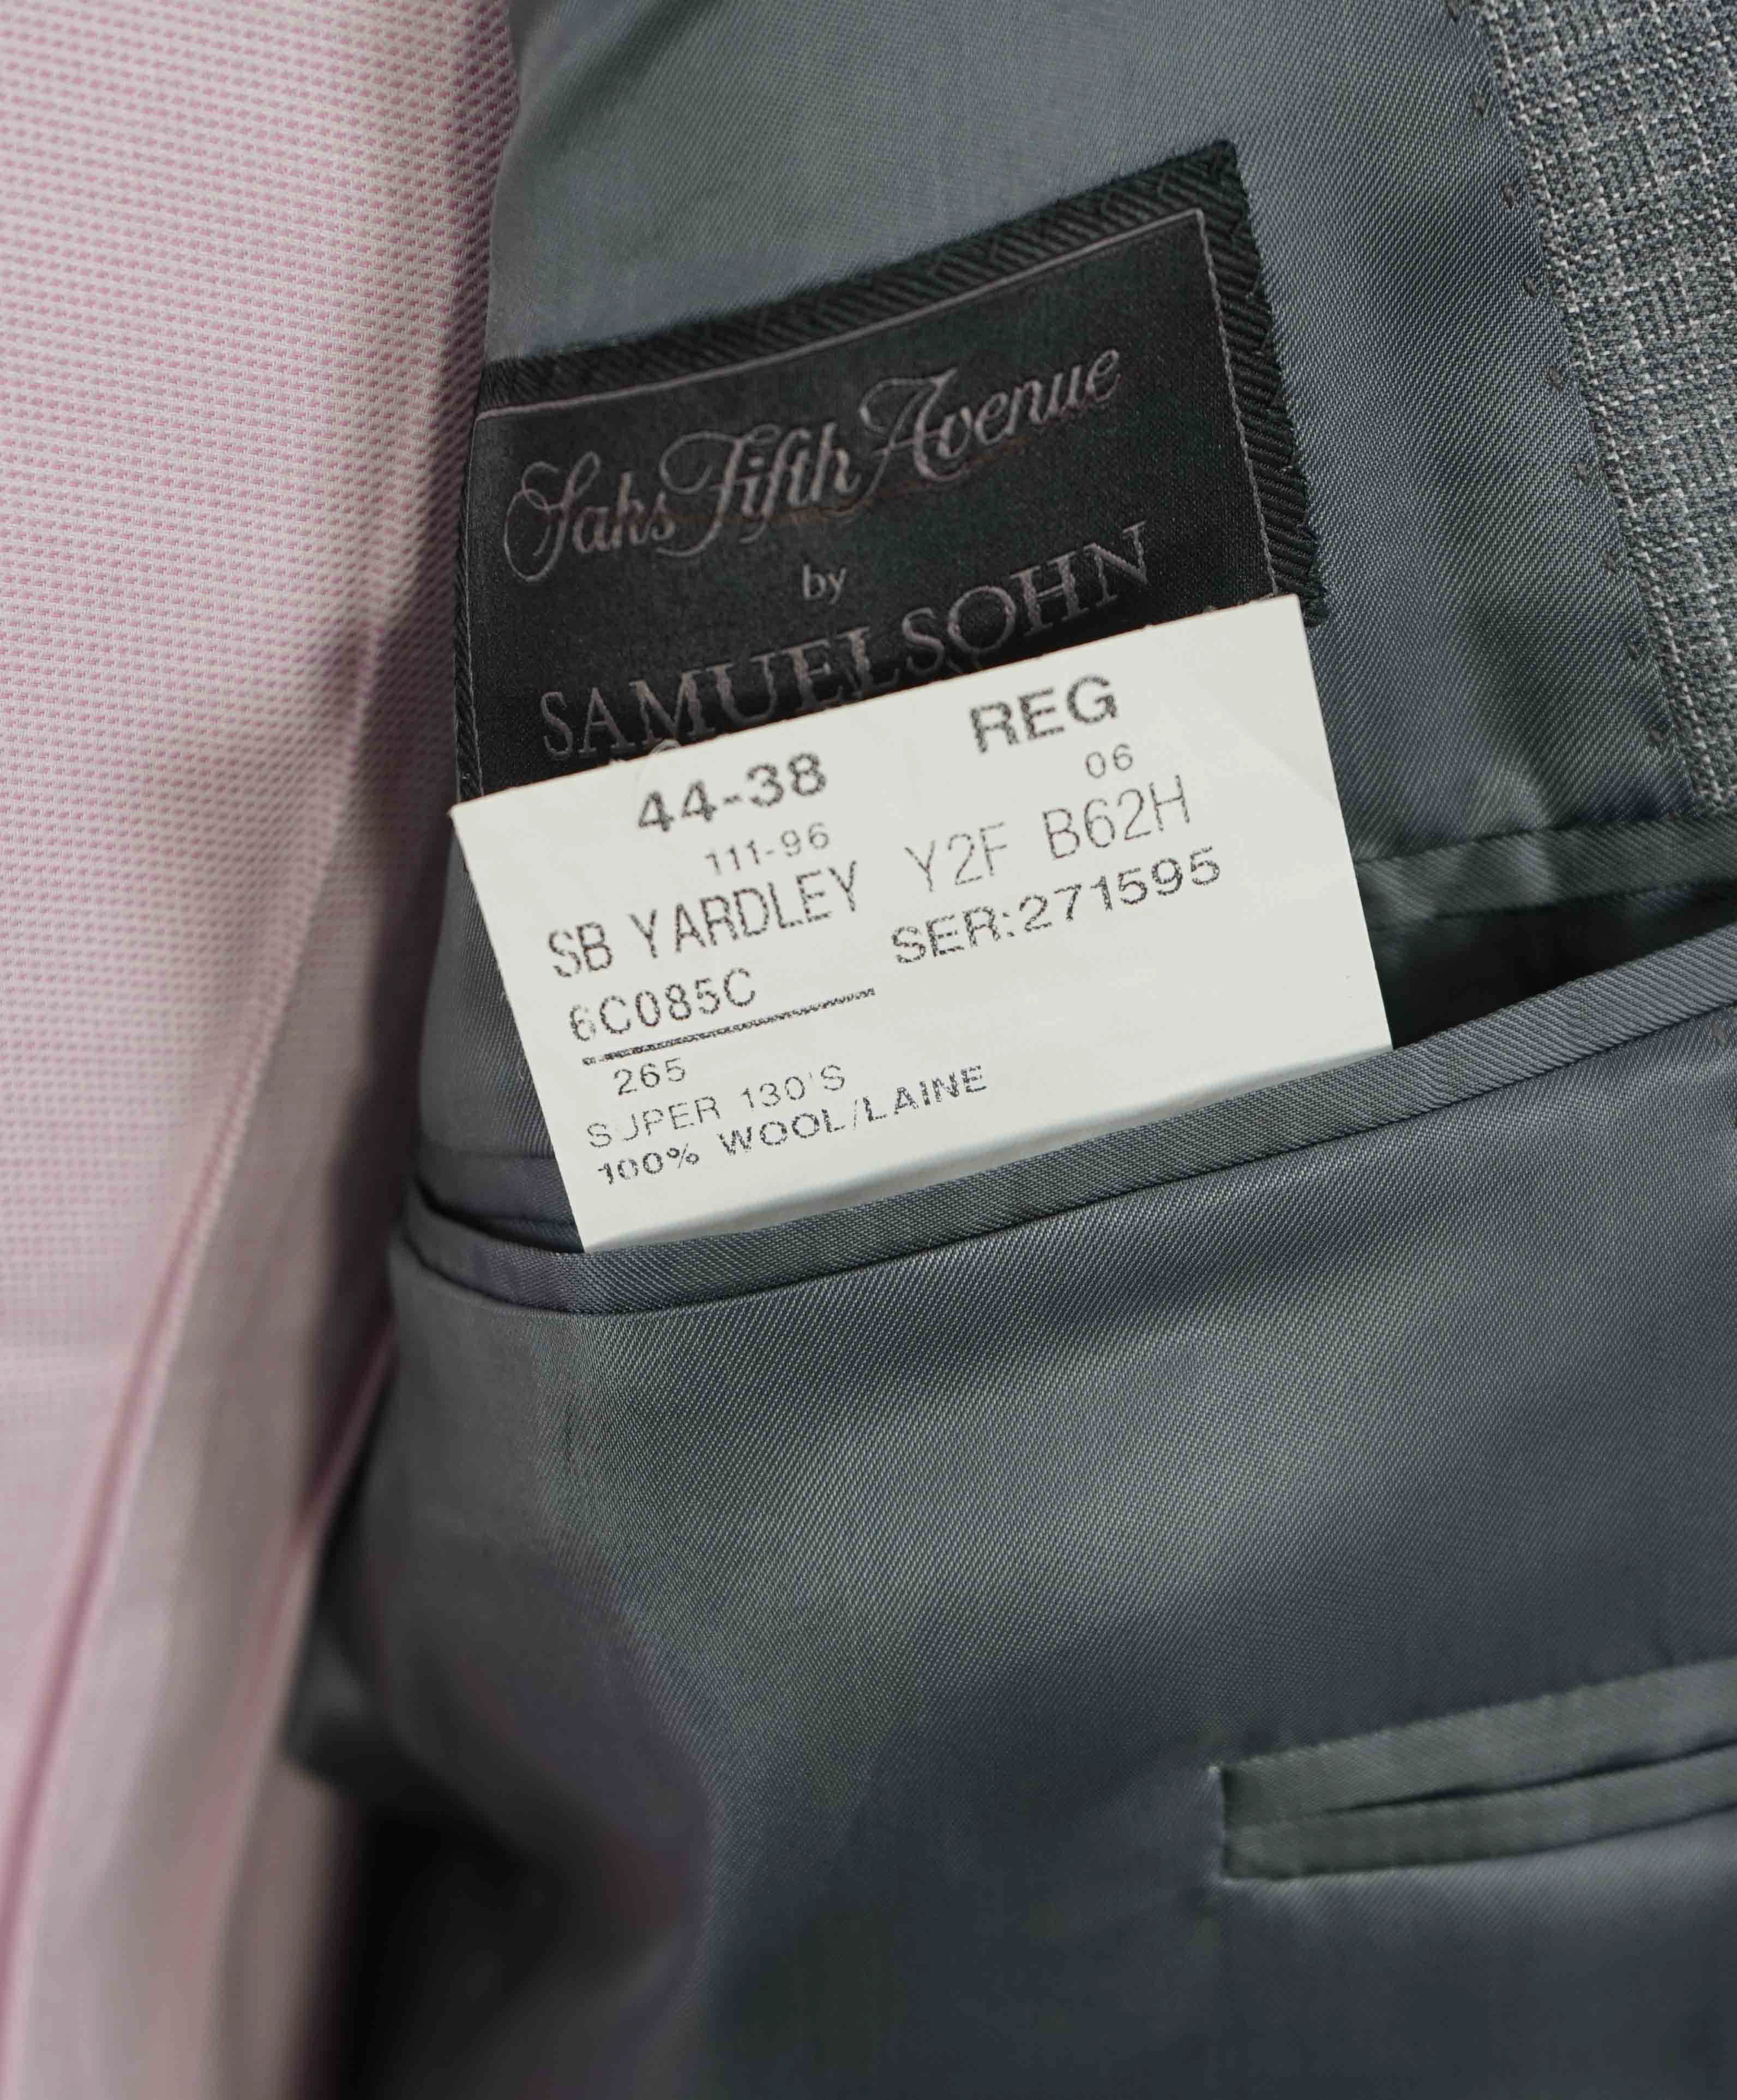 Saks Fifth Avenue
by
SAMUELSOHN
44-38 REG
111-96 06
SB YARDLEY Y2F B62H
6C085C SER:271595
265
SUPER 130'S
100% WOOL/LAINE